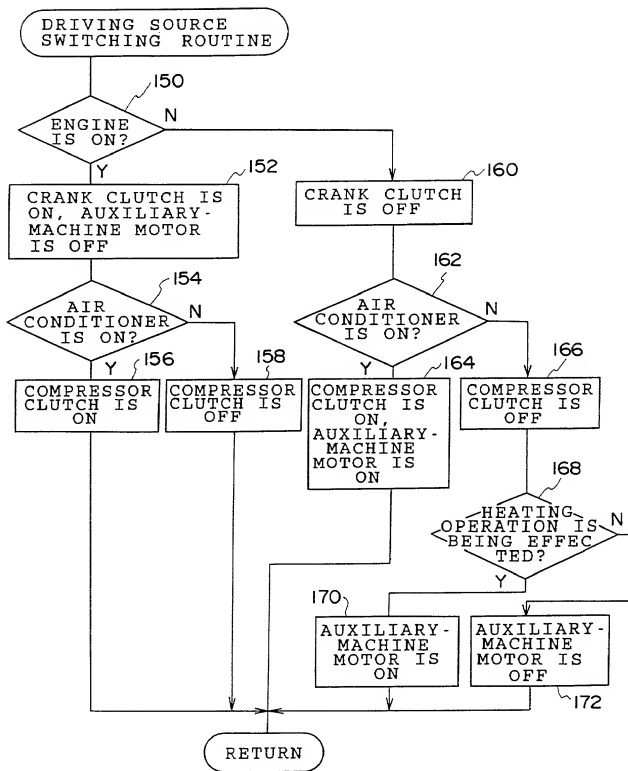 DRIVING SOURCE
SWITCHING ROUTINE
150
ENGINE
IS ON?
N
Y
152
CRANK CLUTCH IS
ON, AUXILIARY-
MACHINE MOTOR
IS OFF
160
CRANK CLUTCH
IS OFF
154
AIR
CONDITIONER
IS ON?
N
Y
162
AIR
CONDITIONER
IS ON?
N
Y
156
COMPRESSOR
CLUTCH IS
ON
158
COMPRESSOR
CLUTCH IS
OFF
164
COMPRESSOR
CLUTCH IS
ON,
AUXILIARY-
MACHINE
MOTOR IS
ON
166
COMPRESSOR
CLUTCH IS
OFF
168
HEATING
OPERATION IS
BEING EFFEC
TED?
N
Y
170
AUXILIARY-
MACHINE
MOTOR IS
ON
AUXILIARY-
MACHINE
MOTOR IS
OFF
172
RETURN